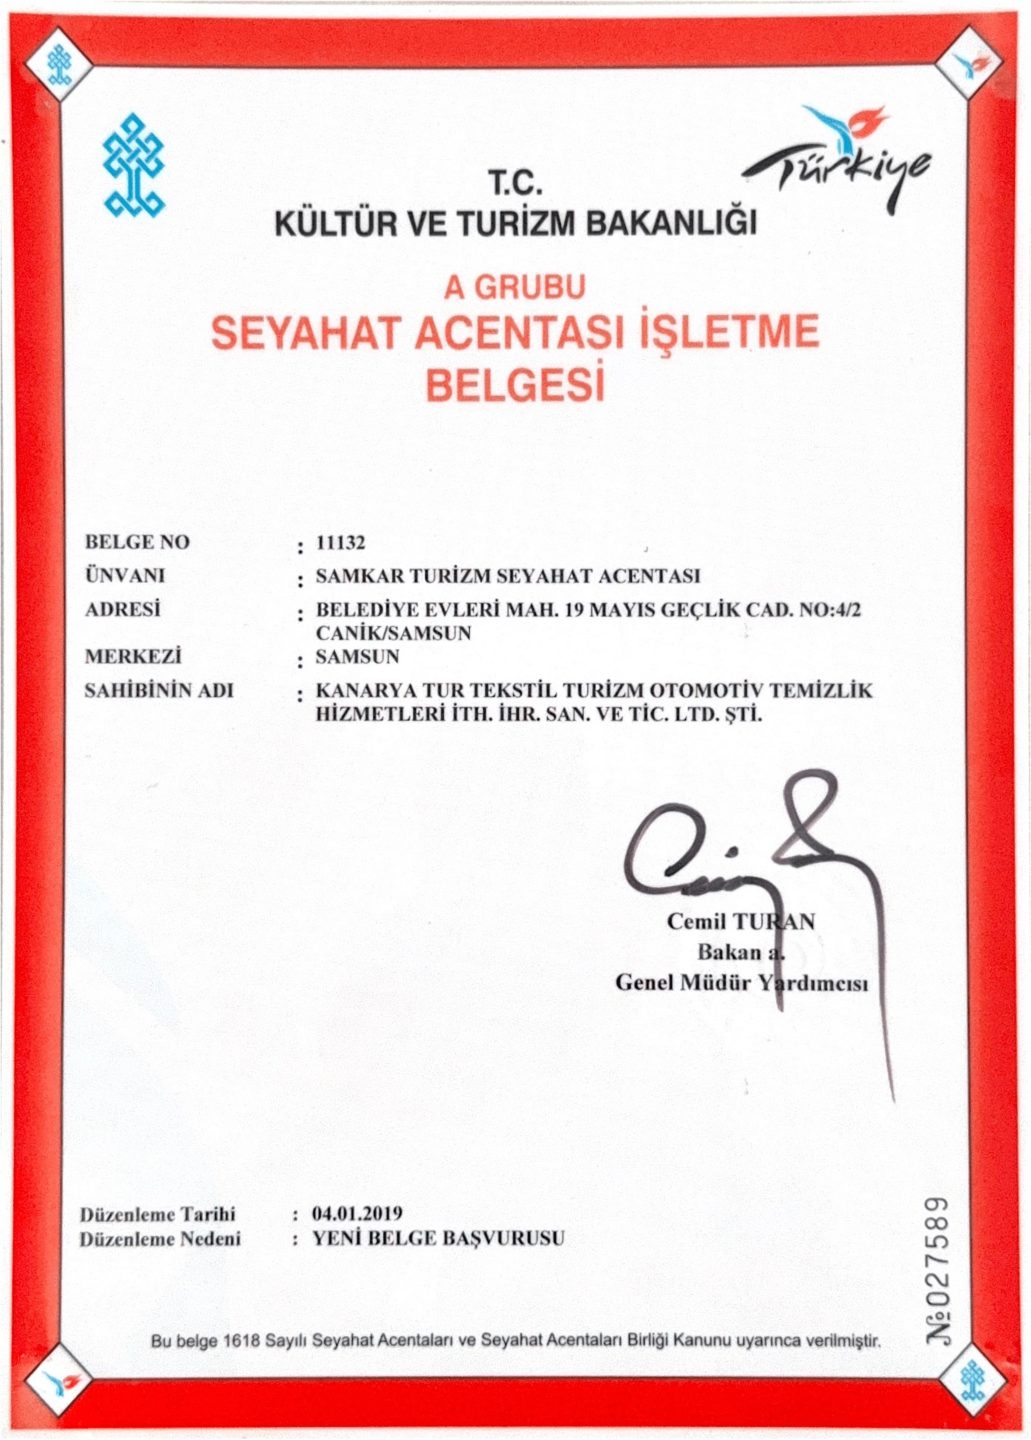 Türkiye
T.C.
KÜLTÜR VE TURİZM BAKANLIĞI
A GRUBU
SEYAHAT ACENTASI İŞLETME
BELGESİ
BELGE NO : 11132
ÜNVANI : SAMKAR TURİZM SEYAHAT ACENTASI
ADRESİ : BELEDİYE EVLERİ MAH. 19 MAYIS GEÇLİK CAD. NO:4/2
CANİK/SAMSUN
MERKEZİ : SAMSUN
SAHİBİNİN ADI : KANARYA TUR TEKSTİL TURİZM OTOMOTİV TEMİZLİK
HİZMETLERİ İTH. İHR. SAN. VE TİC. LTD. ŞTİ.
Cemil TURAN
Bakan a.
Genel Müdür Yardımcısı
Düzenleme Tarihi : 04.01.2019
Düzenleme Nedeni : YENİ BELGE BAŞVURUSU
№027589
Bu belge 1618 Sayılı Seyahat Acentaları ve Seyahat Acentaları Birliği Kanunu uyarınca verilmiştir.